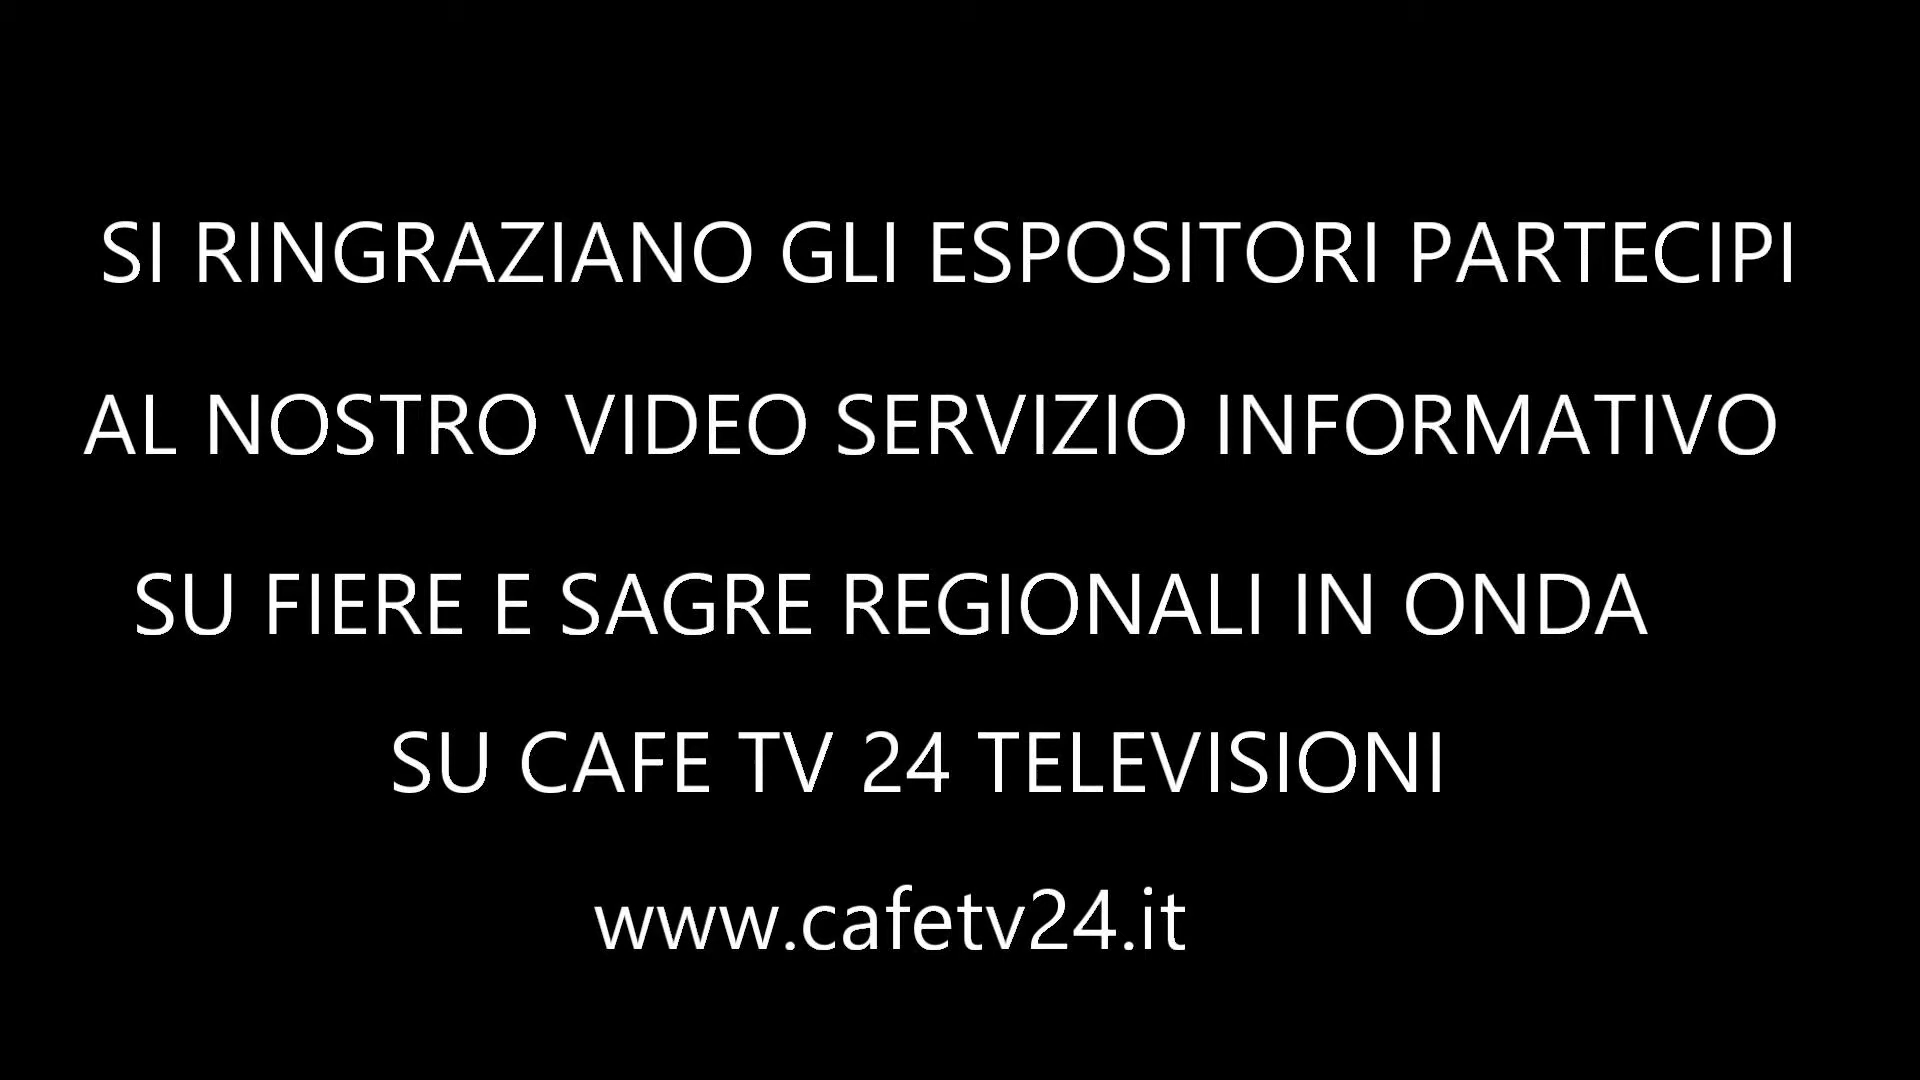 SI RINGRAZIANO GLI ESPOSITORI PARTECIPI
AL NOSTRO VIDEO SERVIZIO INFORMATIVO
SU FIERE E SAGRE REGIONALI IN ONDA
SU CAFE TV 24 TELEVISIONI
www.cafetv24.it